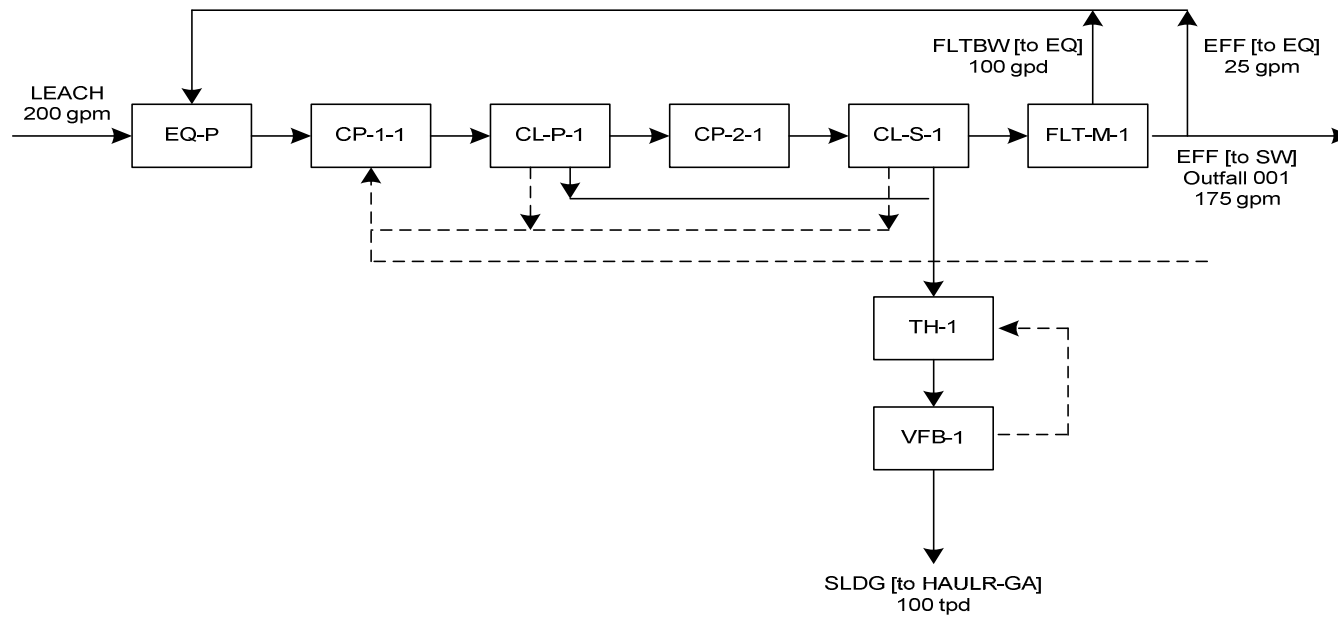 FLTBW [to EQ]
100 gpd
EFF [to EQ]
25 gpm
LEACH
200 gpm
EQ-P
CP-1-1
CL-P-1
CP-2-1
CL-S-1
FLT-M-1
EFF [to SW]
Outfall 001
175 gpm
TH-1
VFB-1
SLDG [to HAULR-GA]
100 tpd